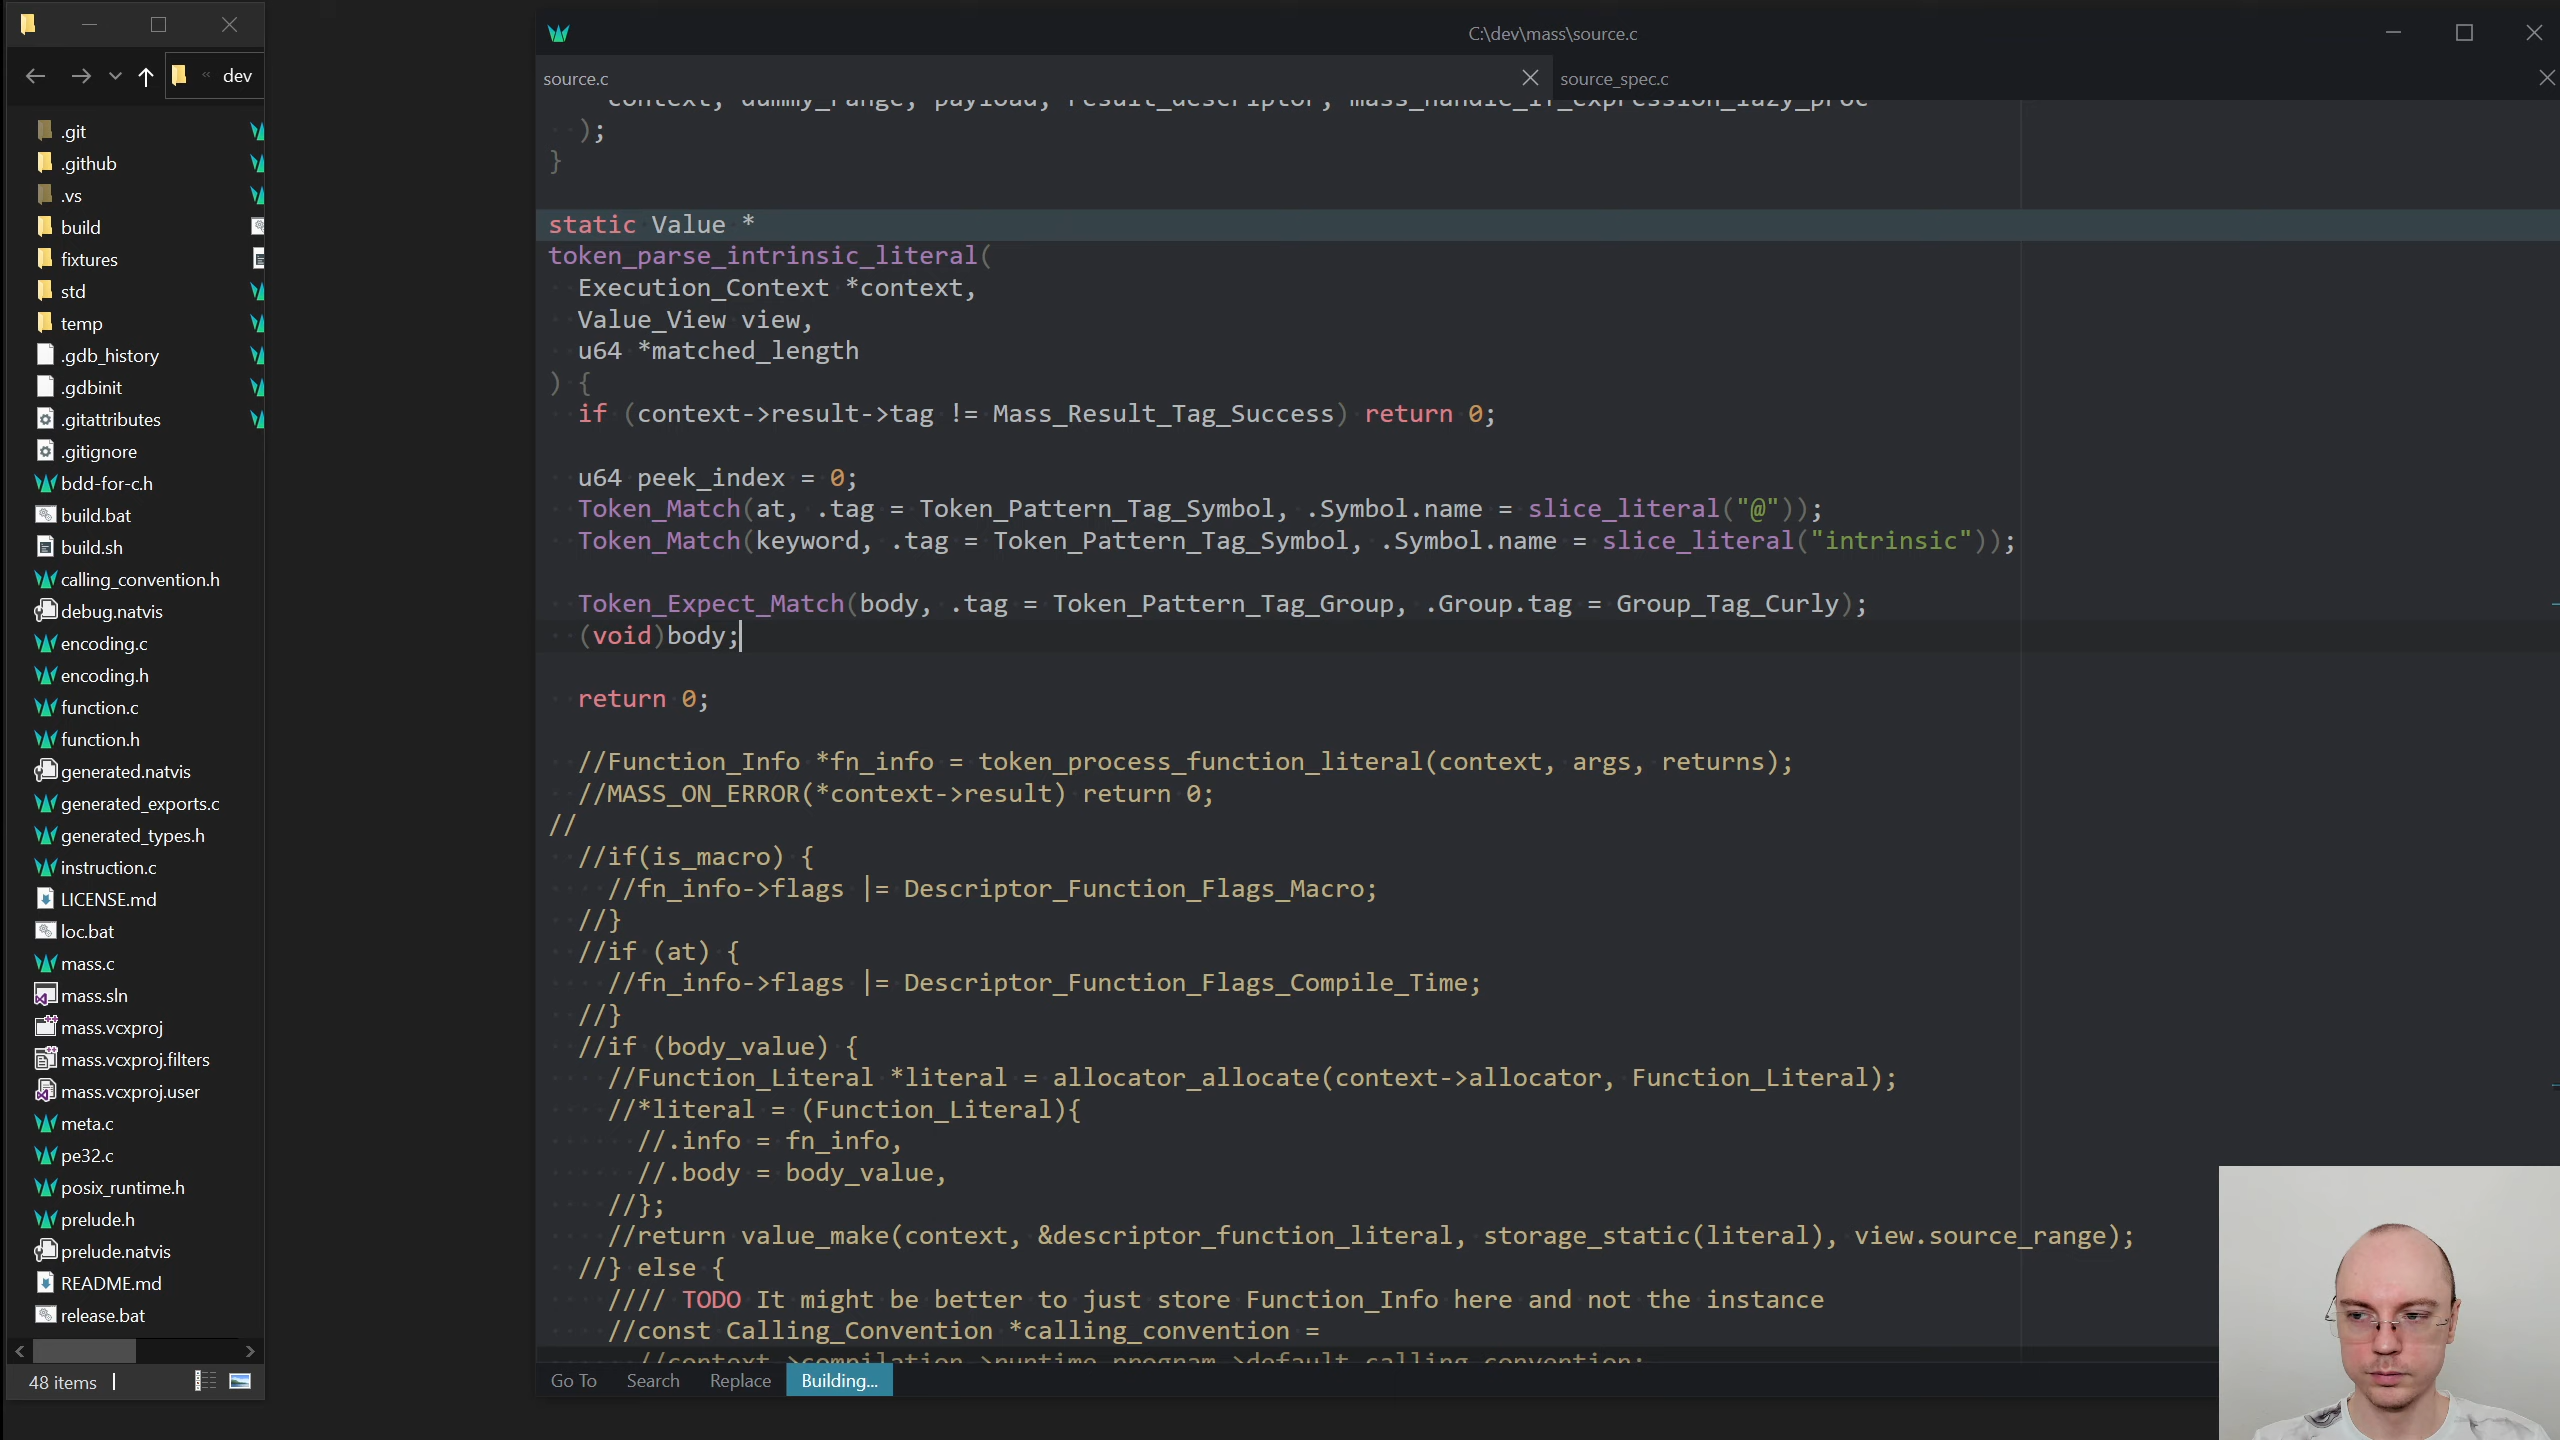 C:\dev\mass\source.c
« dev
.git
.github
.vs
build
fixtures
std
temp
.gdb_history
.gdbinit
.gitattributes
.gitignore
bdd-for-c.h
build.bat
build.sh
calling_convention.h
debug.natvis
encoding.c
encoding.h
function.c
function.h
generated.natvis
generated_exports.c
generated_types.h
instruction.c
LICENSE.md
loc.bat
mass.c
mass.sln
mass.vcxproj
mass.vcxproj.filters
mass.vcxproj.user
meta.c
pe32.c
posix_runtime.h
prelude.h
prelude.natvis
README.md
release.bat
48 items
source.c
source_spec.c
context, dummy_range, payload, result_descriptor, mass_handle_if_expression_lazy_proc
);
}
static Value *
token_parse_intrinsic_literal(
Execution_Context *context,
Value_View view,
u64 *matched_length
) {
if (context->result->tag != Mass_Result_Tag_Success) return 0;
u64 peek_index = 0;
Token_Match(at, .tag = Token_Pattern_Tag_Symbol, .Symbol.name = slice_literal("@"));
Token_Match(keyword, .tag = Token_Pattern_Tag_Symbol, .Symbol.name = slice_literal("intrinsic"));
Token_Expect_Match(body, .tag = Token_Pattern_Tag_Group, .Group.tag = Group_Tag_Curly);
(void)body;
return 0;
//Function_Info *fn_info = token_process_function_literal(context, args, returns);
//MASS_ON_ERROR(*context->result) return 0;
//
//if(is_macro) {
//fn_info->flags |= Descriptor_Function_Flags_Macro;
//}
//if (at) {
//fn_info->flags |= Descriptor_Function_Flags_Compile_Time;
//}
//if (body_value) {
//Function_Literal *literal = allocator_allocate(context->allocator, Function_Literal);
//*literal = (Function_Literal){
//.info = fn_info,
//.body = body_value,
//};
//return value_make(context, &descriptor_function_literal, storage_static(literal), view.source_range);
//} else {
//// TODO It might be better to just store Function_Info here and not the instance
//const Calling_Convention *calling_convention =
//context->compilation->runtime_program->default_calling_convention;
Go To
Search
Replace
Building...